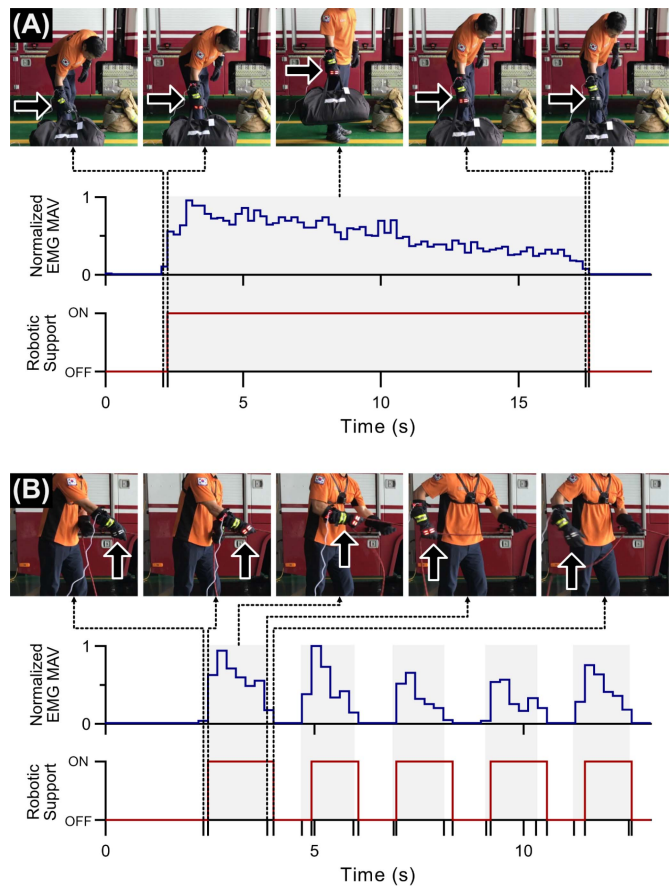 (A)
Normalized
EMG MAV
1
0
Robotic
Support
ON
OFF
0
5
10
15
Time (s)
(B)
Normalized
EMG MAV
1
0
Robotic
Support
ON
OFF
0
5
10
Time (s)